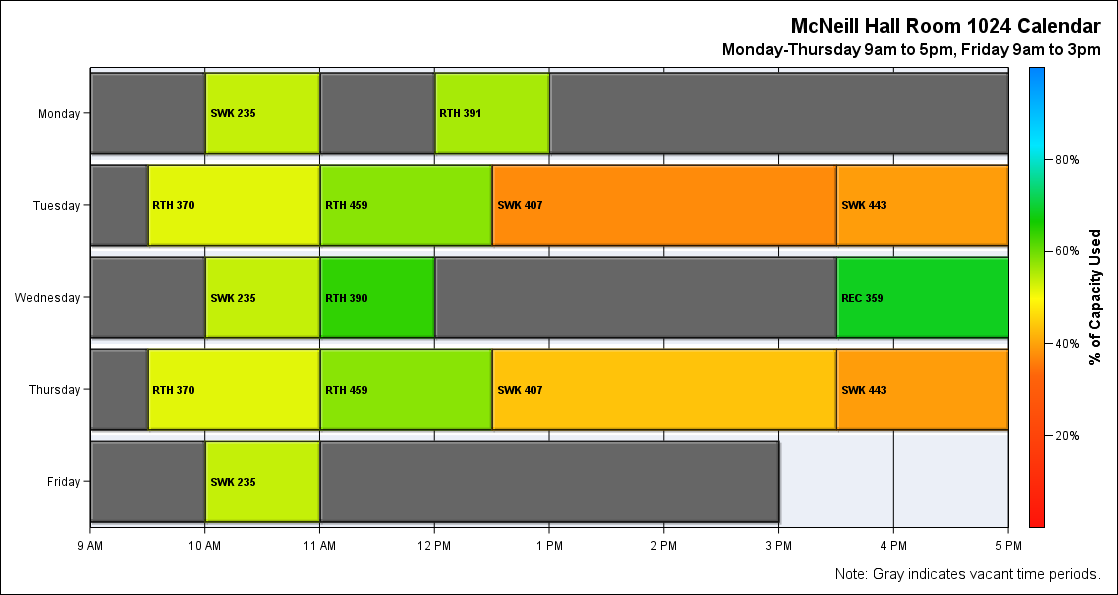 McNeill Hall Room 1024 Calendar
Monday-Thursday 9am to 5pm, Friday 9am to 3pm
Monday
SWK 235
RTH 391
Tuesday
RTH 370
RTH 459
SWK 407
SWK 443
Wednesday
SWK 235
RTH 390
REC 359
Thursday
RTH 370
RTH 459
SWK 407
SWK 443
Friday
SWK 235
9 AM
10 AM
11 AM
12 PM
1 PM
2 PM
3 PM
4 PM
5 PM
80%
60%
40%
20%
% of Capacity Used
Note: Gray indicates vacant time periods.